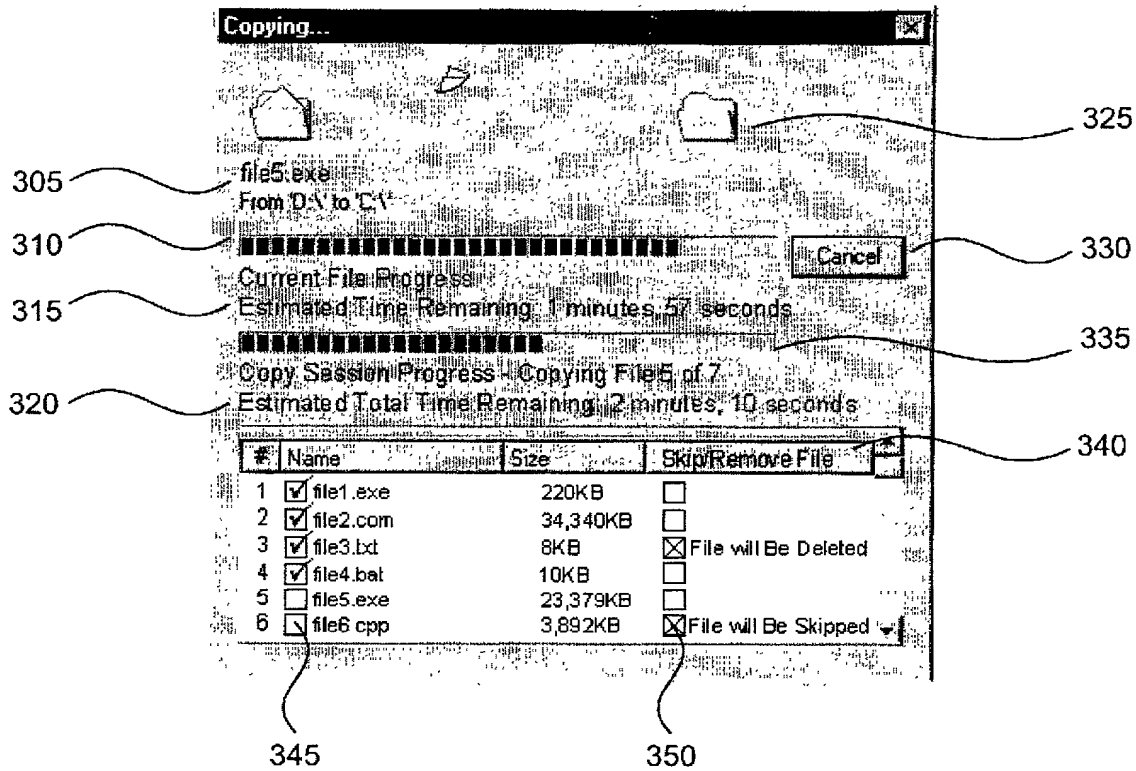 Copying...
325
305
file5.exe
From 'D:\' to 'C:\'
310
Cancel
330
Current File Progress
315
Estimated Time Remaining: 1 minutes, 57 seconds
335
Copy Session Progress - Copying File 5 of 7
320
Estimated Total Time Remaining: 2 minutes, 10 seconds
340
# Name Size Skip/Remove File
1 file1.exe 220KB
2 file2.com 34,340KB
3 file3.txt 8KB File will Be Deleted
4 file4.bat 10KB
5 file5.exe 23,379KB
6 file6 cpp 3,892KB File will Be Skipped
345
350